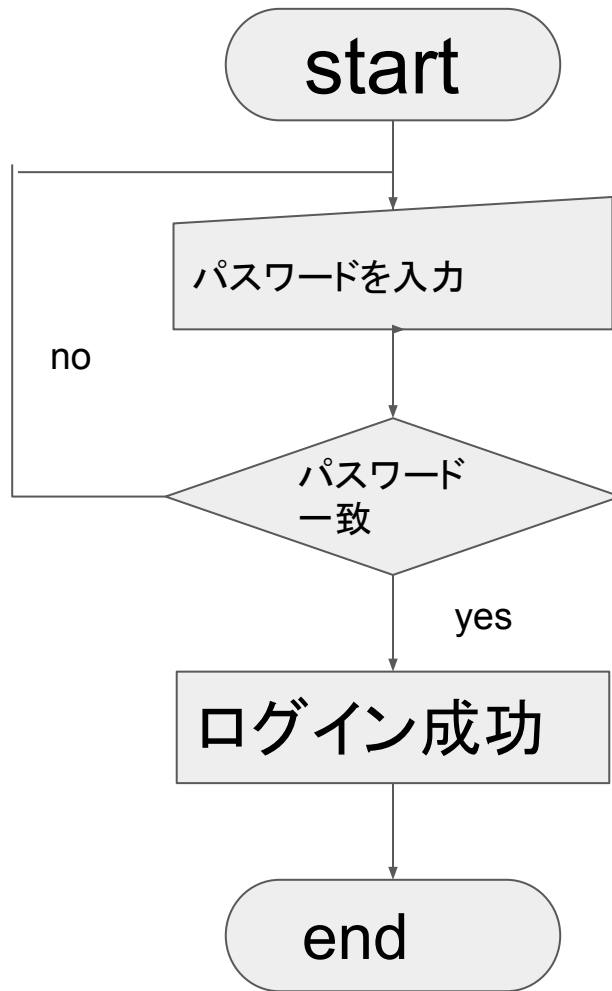 start
パスワードを入力
no
パスワード
一致
yes
ログイン成功
end